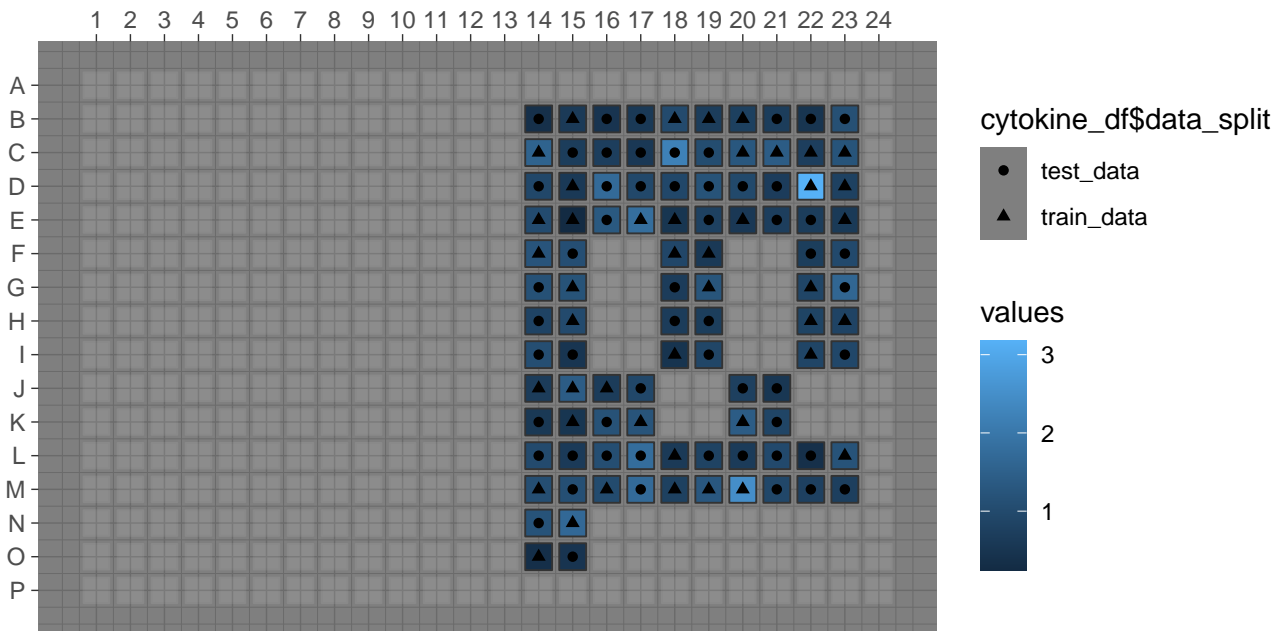 1 2 3 4 5 6 7 8 9 10 11 12 13 14 15 16 17 18 19 20 21 22 23 24
A
B
C
D
E
F
G
H
I
J
K
L
M
N
O
P
cytokine_df$data_split
test_data
train_data
values
3
2
1